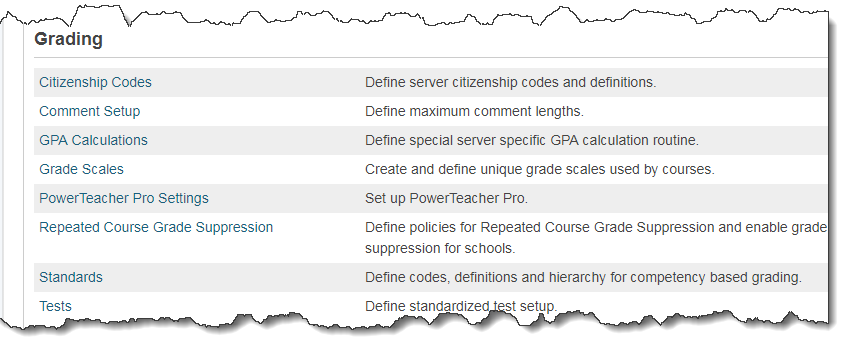 Grading
Citizenship Codes Define server citizenship codes and definitions.
Comment Setup Define maximum comment lengths.
GPA Calculations Define special server specific GPA calculation routine.
Grade Scales Create and define unique grade scales used by courses.
PowerTeacher Pro Settings Set up PowerTeacher Pro.
Repeated Course Grade Suppression Define policies for Repeated Course Grade Suppression and enable grade
suppression for schools.
Standards Define codes, definitions and hierarchy for competency based grading.
Tests Define standardized test setup.